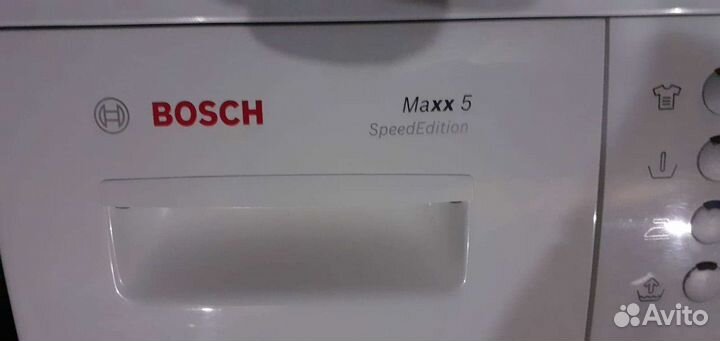 BOSCH
Maxx 5
SpeedEdition
Avito